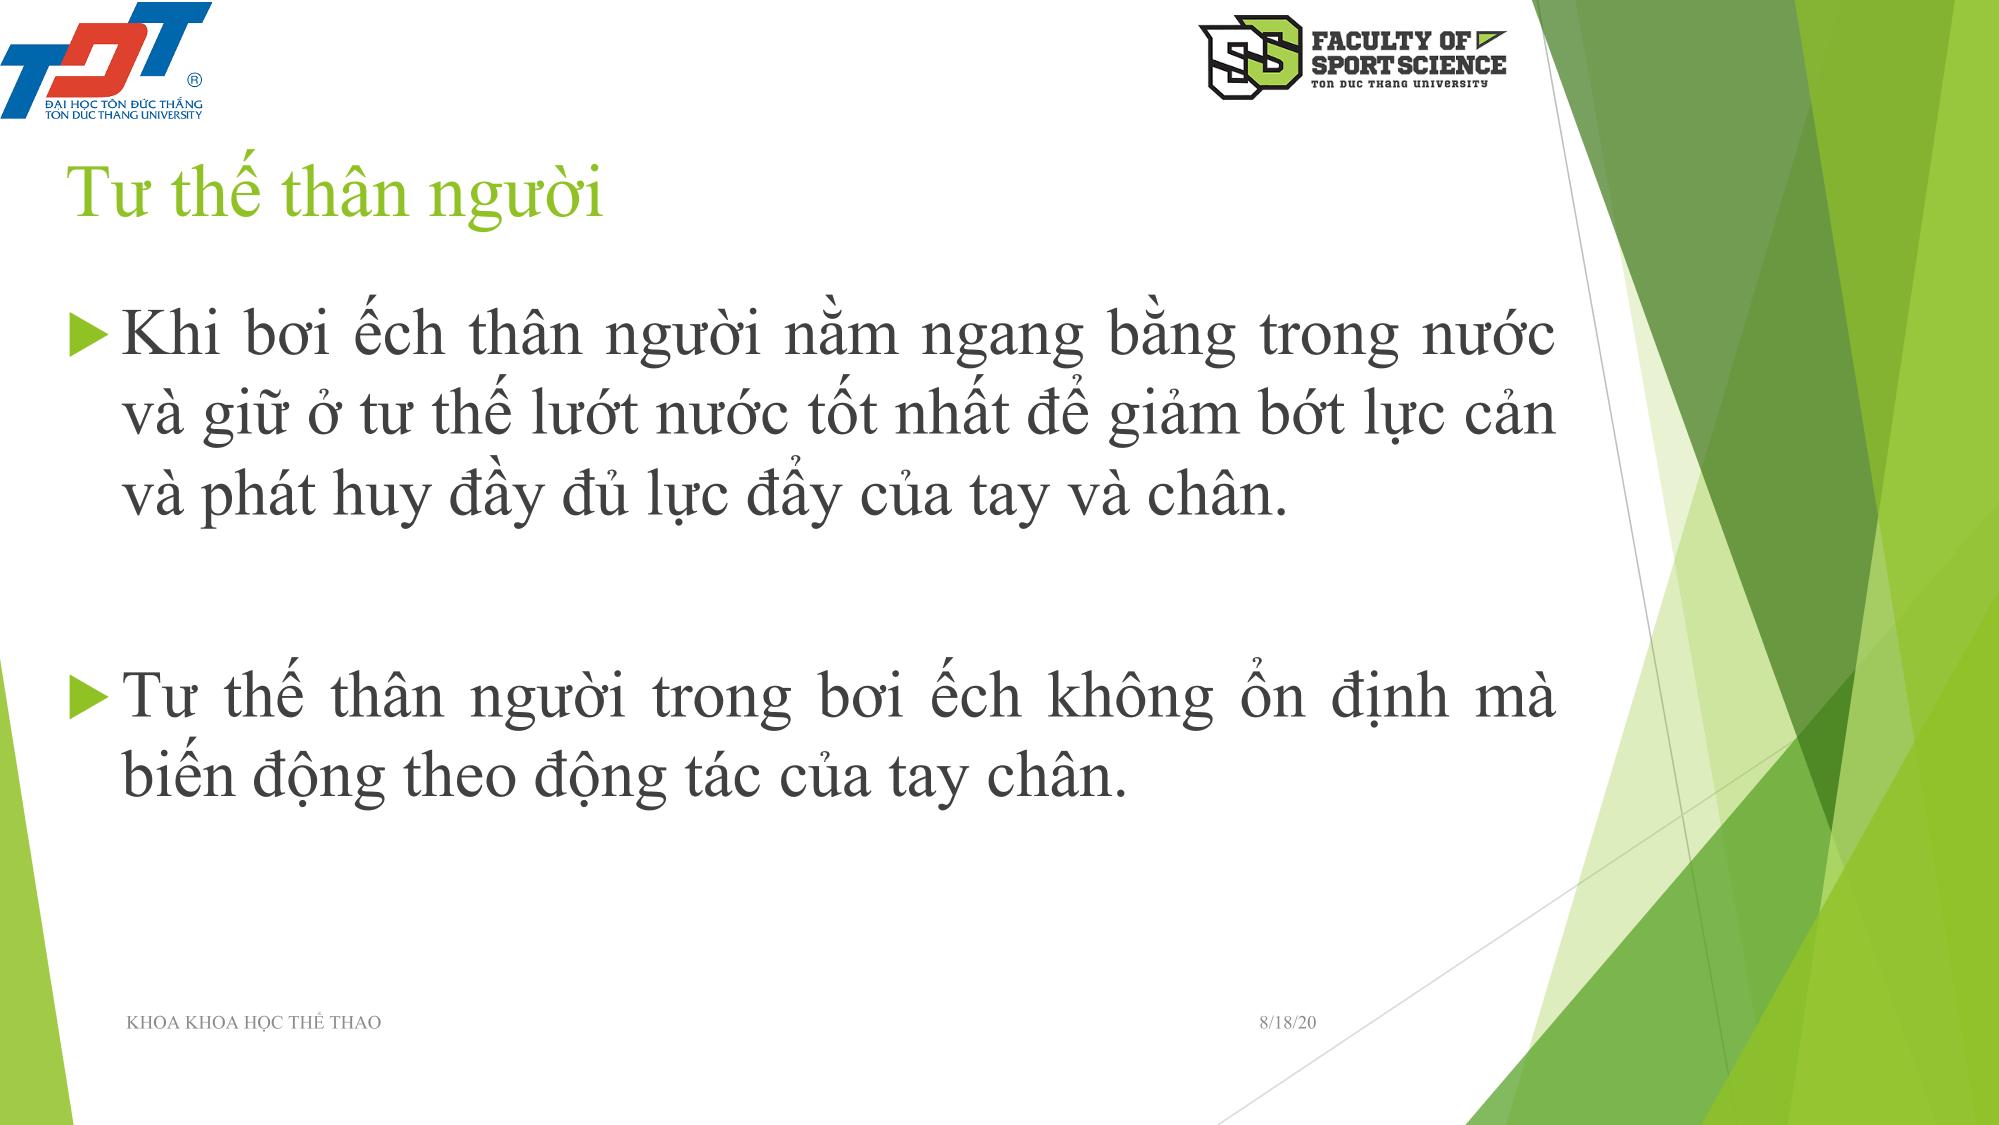 TDT
®
ĐẠI HỌC TÔN ĐỨC THẮNG
TON DUC THANG UNIVERSITY
SS
FACULTY OF
SPORT SCIENCE
TON DUC THANG UNIVERSITY
Tư thế thân người
Khi bơi ếch thân người nằm ngang bằng trong nước
và giữ ở tư thế lướt nước tốt nhất để giảm bớt lực cản
và phát huy đầy đủ lực đẩy của tay và chân.
Tư thế thân người trong bơi ếch không ổn định mà
biến động theo động tác của tay chân.
KHOA KHOA HỌC THỂ THAO
8/18/20